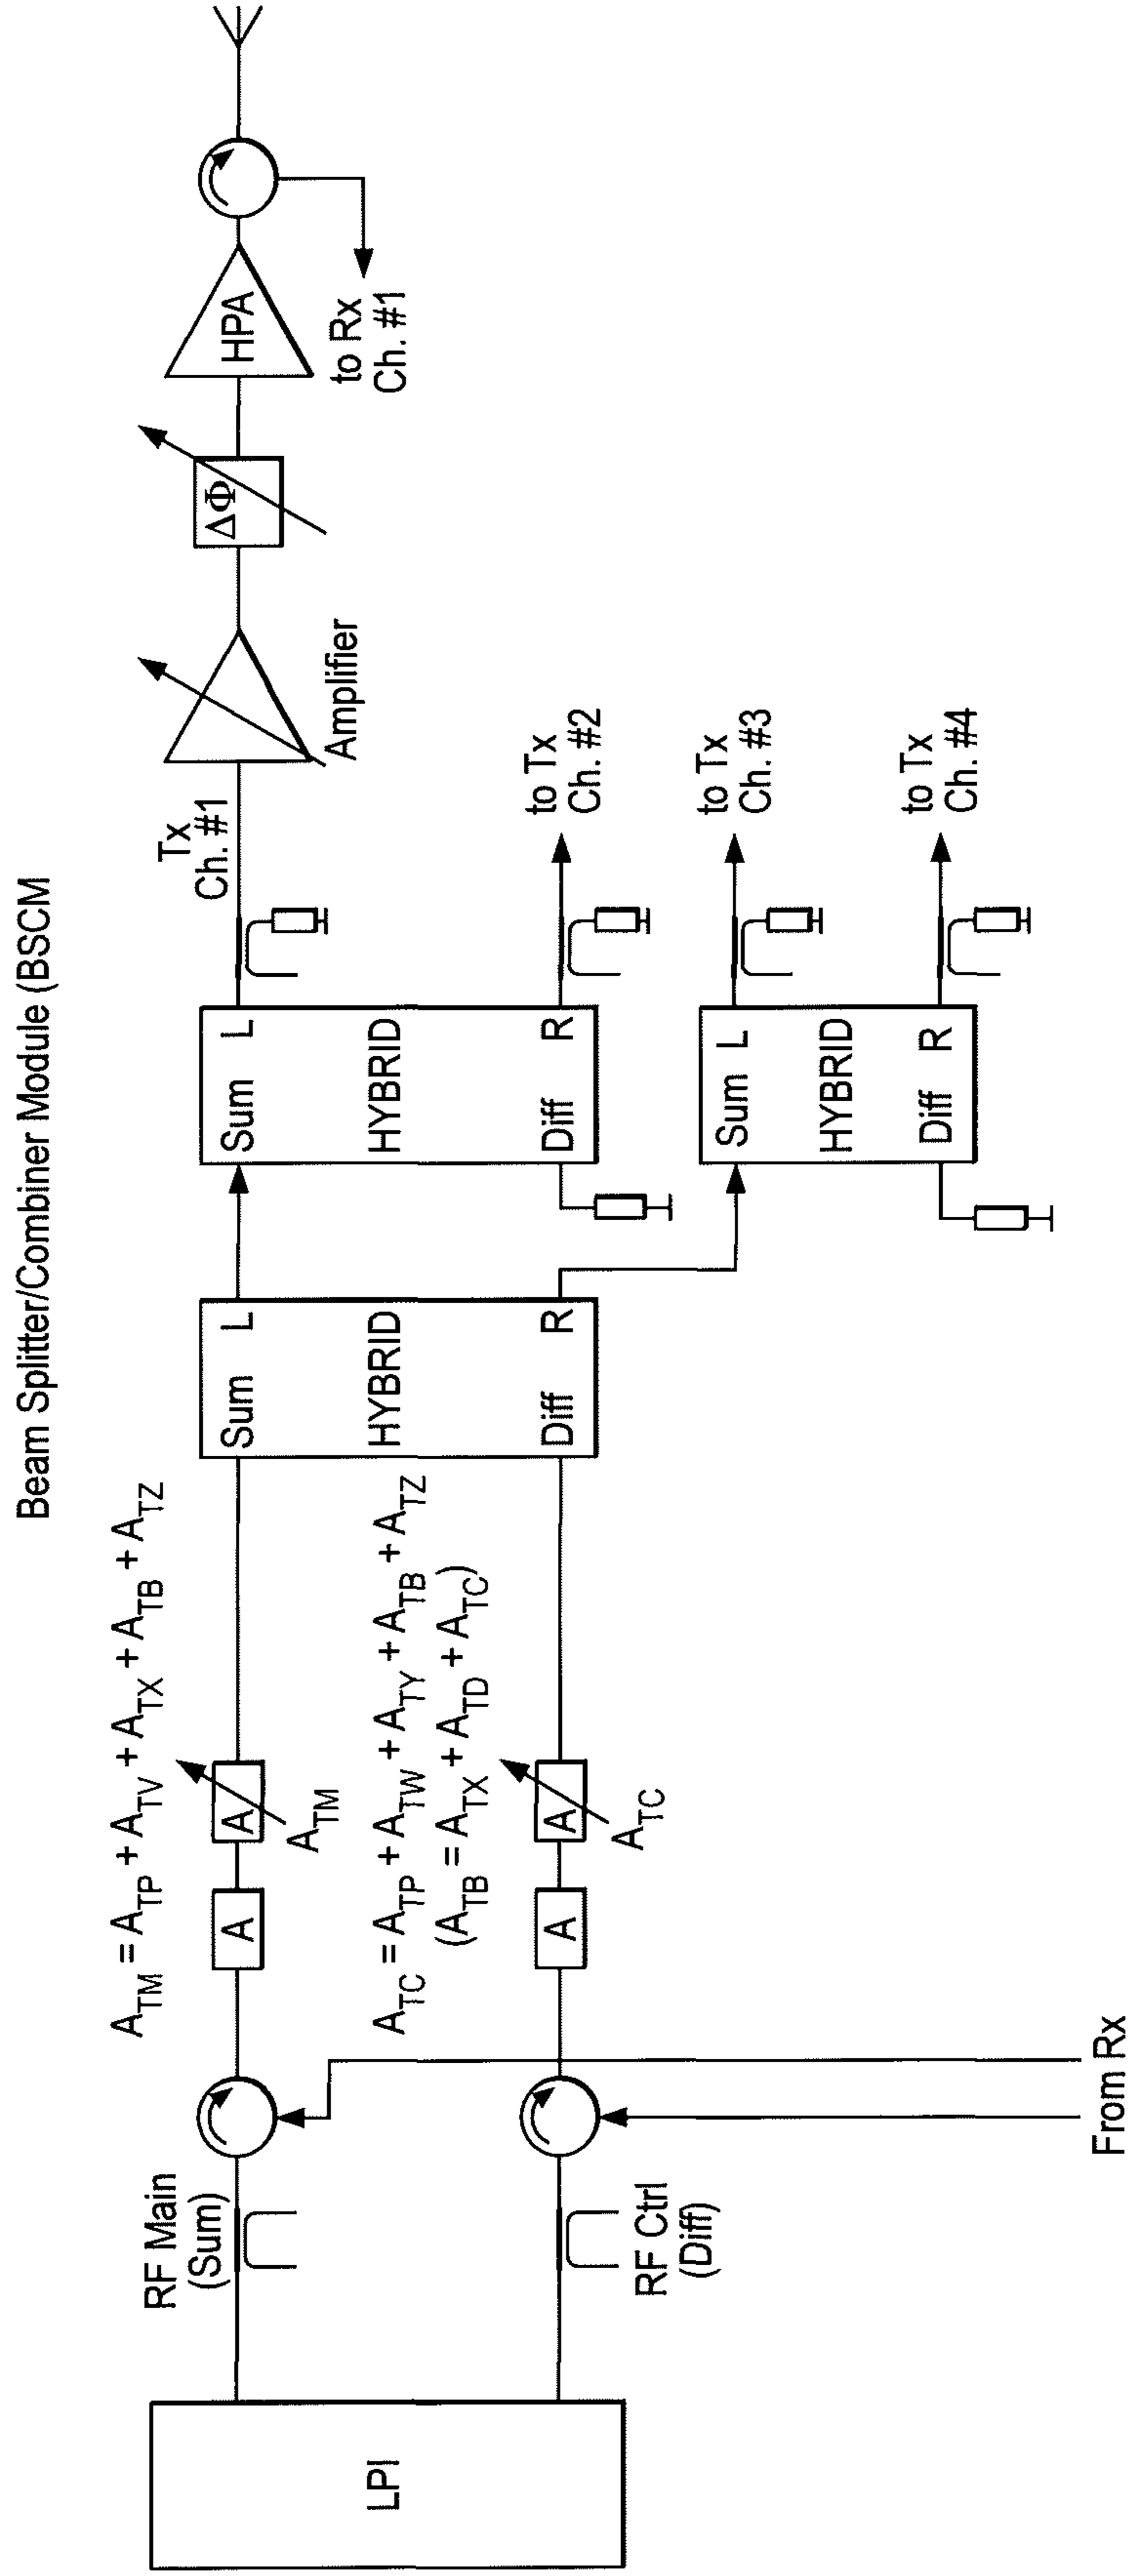 Beam Splitter/Combiner Module (BSCM
LPI
RF Main
(Sum)
RF Ctrl
(Diff)
From Rx
A_TM = A_TP + A_TV + A_TX + A_TB + A_TZ
A
A
A_TM
A_TC = A_TP + A_TW + A_TY + A_TB + A_TZ
(A_TB = A_TX + A_TD + A_TC)
A
A
A_TC
Sum L
HYBRID
Diff R
Sum L
HYBRID
Diff R
Sum L
HYBRID
Diff R
Tx
Ch. #1
to Tx
Ch. #2
to Tx
Ch. #3
to Tx
Ch. #4
Amplifier
ΔΦ
HPA
to Rx
Ch. #1